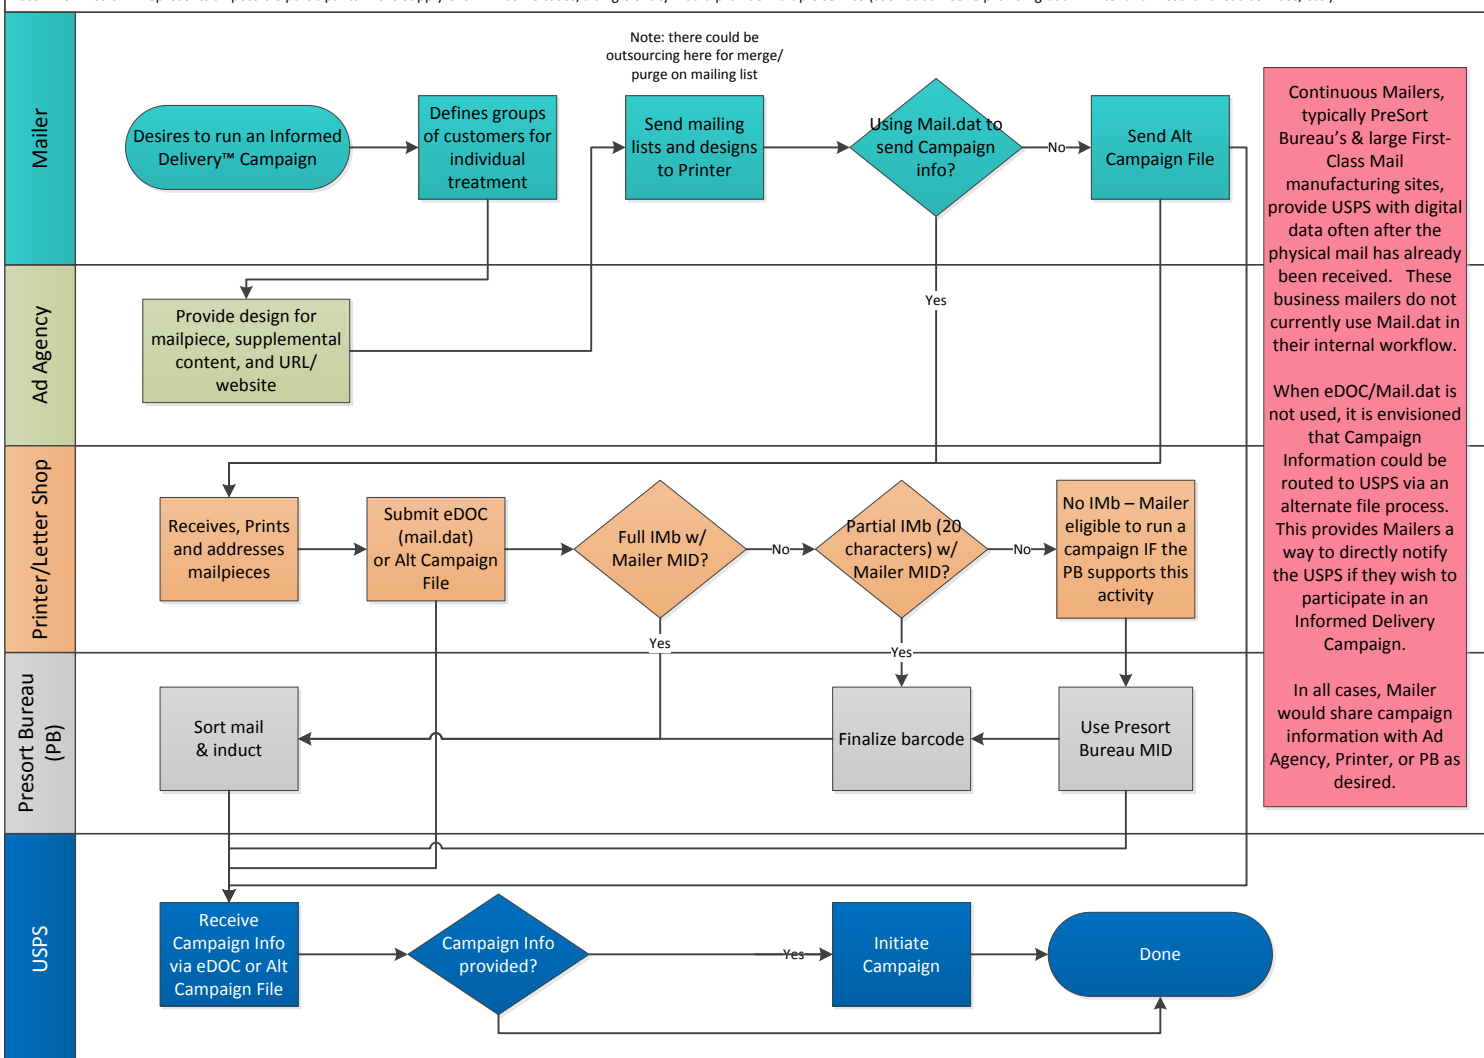 Note: there could be
outsourcing here for merge/
purge on mailing list
Mailer
Desires to run an Informed
Delivery™ Campaign
Defines groups
of customers for
individual
treatment
Send mailing
lists and designs
to Printer
Using Mail.dat to
send Campaign
info?
No
Send Alt
Campaign File
Yes
Ad Agency
Provide design for
mailpiece, supplemental
content, and URL/
website
Printer/Letter Shop
Receives, Prints
and addresses
mailpieces
Submit eDOC
(mail.dat)
or Alt Campaign
File
Full IMb w/
Mailer MID?
No
Partial IMb (20
characters) w/
Mailer MID?
No
No IMb – Mailer
eligible to run a
campaign IF the
PB supports this
activity
Yes
Yes
Presort Bureau
(PB)
Sort mail
& induct
Finalize barcode
Use Presort
Bureau MID
USPS
Receive
Campaign Info
via eDOC or Alt
Campaign File
Campaign Info
provided?
Yes
Initiate
Campaign
Done
Continuous Mailers,
typically PreSort
Bureau's & large First-
Class Mail
manufacturing sites,
provide USPS with digital
data often after the
physical mail has already
been received. These
business mailers do not
currently use Mail.dat in
their internal workflow.
When eDOC/Mail.dat is
not used, it is envisioned
that Campaign
Information could be
routed to USPS via an
alternate file process.
This provides Mailers a
way to directly notify
the USPS if they wish to
participate in an
Informed Delivery
Campaign.
In all cases, Mailer
would share campaign
information with Ad
Agency, Printer, or PB as
desired.